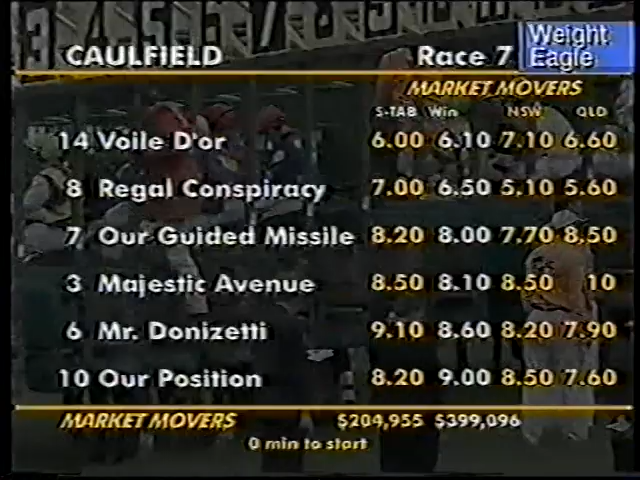 CAULFIELD Race 7 Weight Eagle
MARKET MOVERS
S-TAB Win NSW QLD
14 Voile D'or 6.00 6.10 7.10 6.60
8 Regal Conspiracy 7.00 6.50 5.10 5.60
7 Our Guided Missile 8.20 8.00 7.70 8.50
3 Majestic Avenue 8.50 8.10 8.50 10
6 Mr. Donizetti 9.10 8.60 8.20 7.90
10 Our Position 8.20 9.00 8.50 7.60
MARKET MOVERS $204,955 $399,096
0 min to start